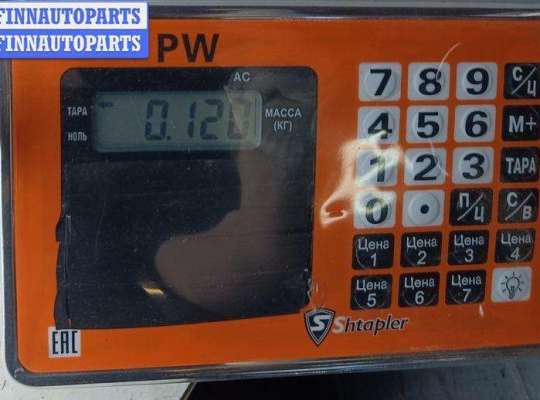 FINNAUTOPARTS
FINNAUTOPARTS
PW
AC
ТАРА
НОЛЬ
0.120
МАССА
(КГ)
7 8 9 С/Ц
4 5 6 М+
1 2 3 ТАРА
0 • П/Ц С/В
Цена 1 Цена 2 Цена 3 Цена 4
Цена 5 Цена 6 Цена 7
S Shtapler
EAC